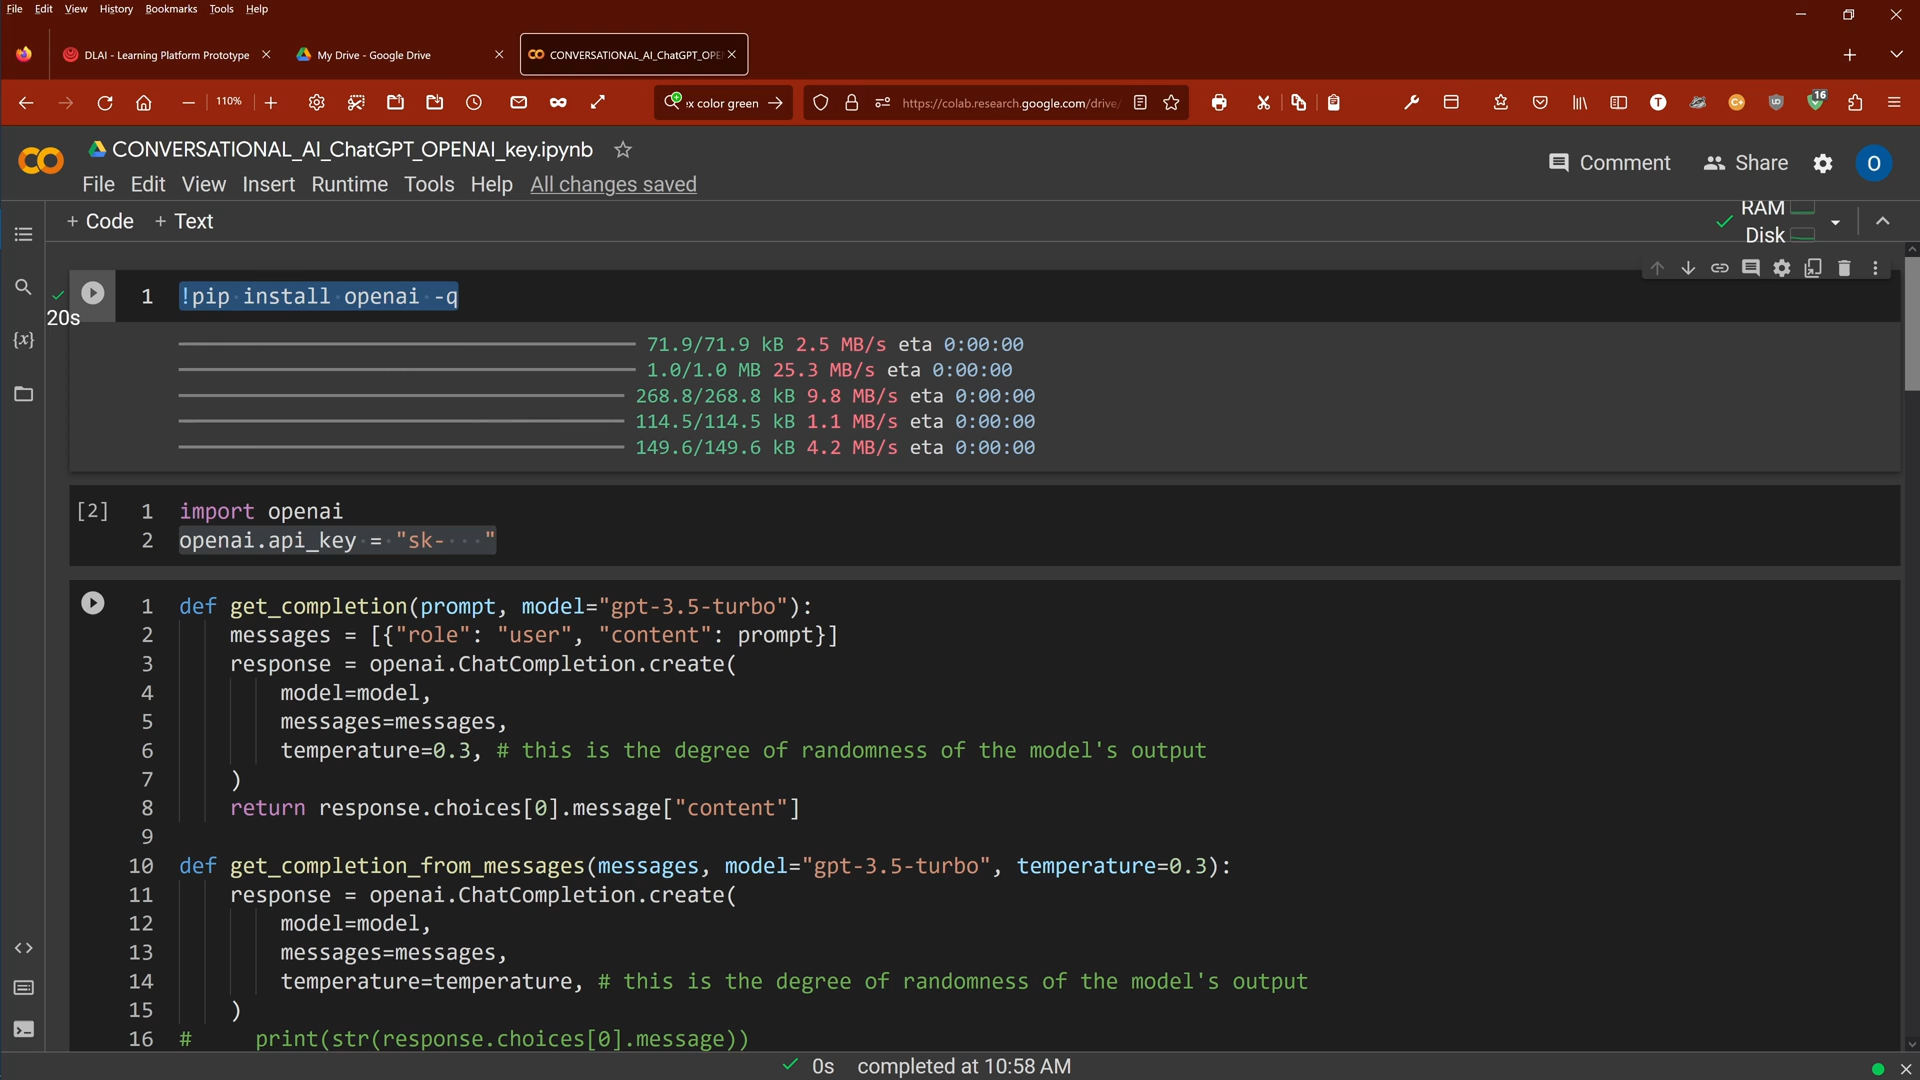 File Edit View History Bookmarks Tools Help
DLAI - Learning Platform Prototype
My Drive - Google Drive
CONVERSATIONAL_AI_ChatGPT_OPE
110%
x color green
https://colab.research.google.com/drive/
16
CONVERSATIONAL_AI_ChatGPT_OPENAI_key.ipynb
File Edit View Insert Runtime Tools Help All changes saved
Comment
Share
O
+ Code + Text
RAM
Disk
20s
1 !pip install openai -q
71.9/71.9 kB 2.5 MB/s eta 0:00:00
1.0/1.0 MB 25.3 MB/s eta 0:00:00
268.8/268.8 kB 9.8 MB/s eta 0:00:00
114.5/114.5 kB 1.1 MB/s eta 0:00:00
149.6/149.6 kB 4.2 MB/s eta 0:00:00
[2] 1 import openai
2 openai.api_key = "sk-    "
1 def get_completion(prompt, model="gpt-3.5-turbo"):
2     messages = [{"role": "user", "content": prompt}]
3     response = openai.ChatCompletion.create(
4         model=model,
5         messages=messages,
6         temperature=0.3, # this is the degree of randomness of the model's output
7     )
8     return response.choices[0].message["content"]
9
10 def get_completion_from_messages(messages, model="gpt-3.5-turbo", temperature=0.3):
11     response = openai.ChatCompletion.create(
12         model=model,
13         messages=messages,
14         temperature=temperature, # this is the degree of randomness of the model's output
15     )
16 #     print(str(response.choices[0].message))
0s completed at 10:58 AM